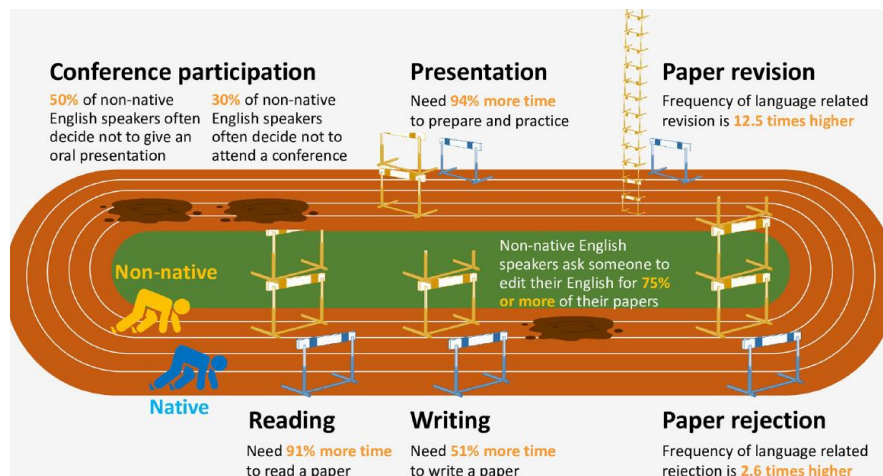 Conference participation
50% of non-native
English speakers often
decide not to give an
oral presentation
30% of non-native
English speakers
often decide not to
attend a conference
Presentation
Need 94% more time
to prepare and practice
Paper revision
Frequency of language related
revision is 12.5 times higher
Non-native English
speakers ask someone to
edit their English for 75%
or more of their papers
Non-native
Native
Reading
Need 91% more time
to read a paper
Writing
Need 51% more time
to write a paper
Paper rejection
Frequency of language related
rejection is 2.6 times higher